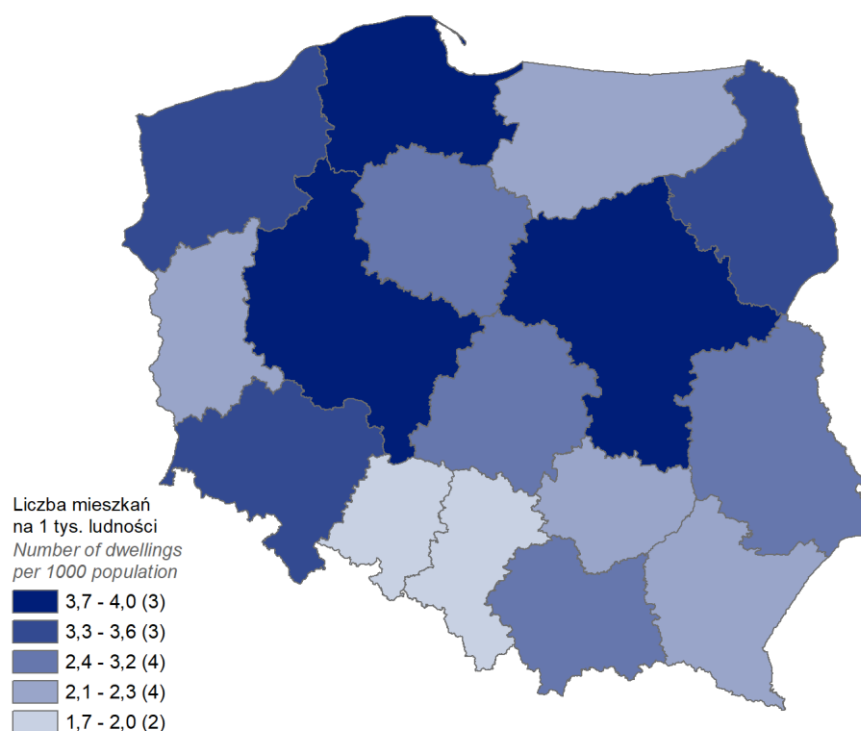 Liczba mieszkań
na 1 tys. ludności
Number of dwellings
per 1000 population
3,7 - 4,0 (3)
3,3 - 3,6 (3)
2,4 - 3,2 (4)
2,1 - 2,3 (4)
1,7 - 2,0 (2)